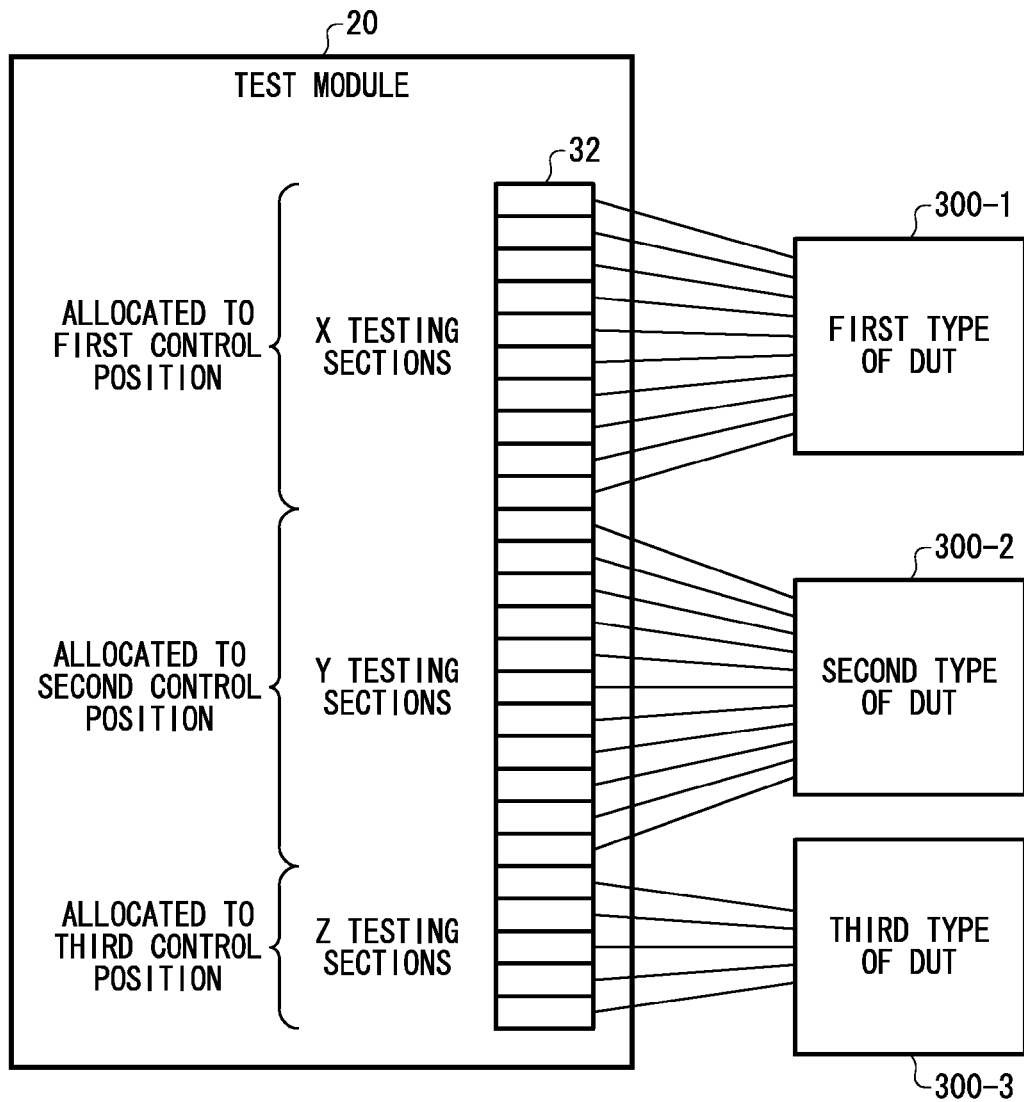 20
TEST MODULE
32
ALLOCATED TO
FIRST CONTROL
POSITION
X TESTING
SECTIONS
300-1
FIRST TYPE
OF DUT
ALLOCATED TO
SECOND CONTROL
POSITION
Y TESTING
SECTIONS
300-2
SECOND TYPE
OF DUT
ALLOCATED TO
THIRD CONTROL
POSITION
Z TESTING
SECTIONS
THIRD TYPE
OF DUT
300-3